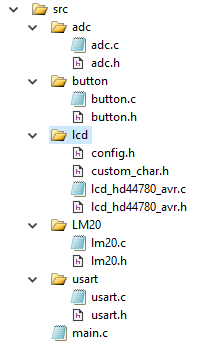 src
adc
adc.c
adc.h
button
button.c
button.h
lcd
config.h
custom_char.h
lcd_hd44780_avr.c
lcd_hd44780_avr.h
LM20
lm20.c
lm20.h
usart
usart.c
usart.h
main.c